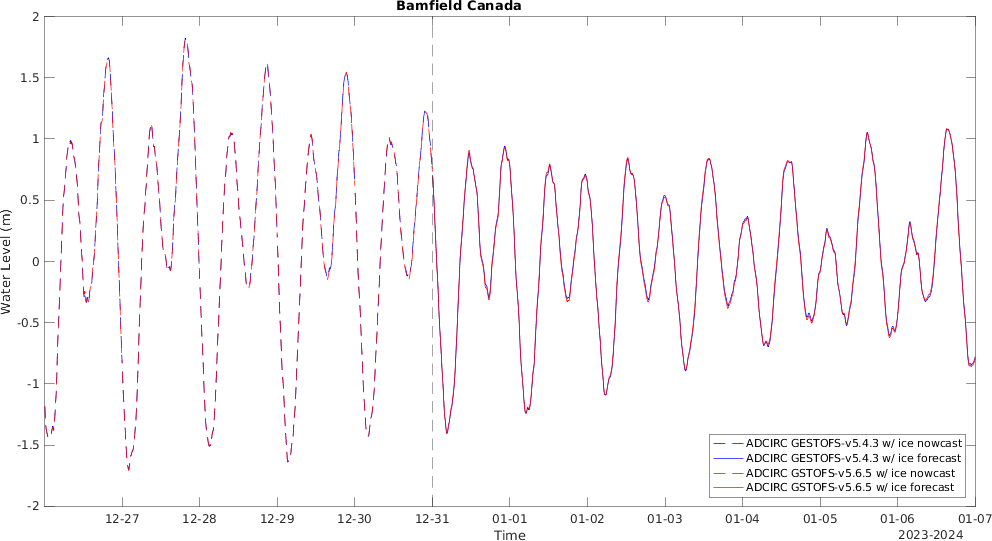 Bamfield Canada
2
1.5
1
0.5
0
-0.5
-1
-1.5
-2
Water Level (m)
12-27 12-28 12-29 12-30 12-31 01-01 01-02 01-03 01-04 01-05 01-06 01-07
Time
2023-2024
ADCIRC GESTOFS-v5.4.3 w/ ice nowcast
ADCIRC GESTOFS-v5.4.3 w/ ice forecast
ADCIRC GSTOFS-v5.6.5 w/ ice nowcast
ADCIRC GSTOFS-v5.6.5 w/ ice forecast